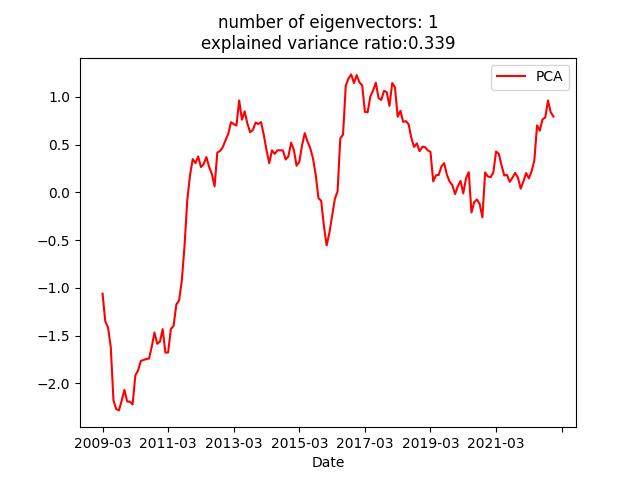 number of eigenvectors: 1
explained variance ratio:0.339
PCA
1.0
0.5
0.0
−0.5
−1.0
−1.5
−2.0
2009-03 2011-03 2013-03 2015-03 2017-03 2019-03 2021-03
Date